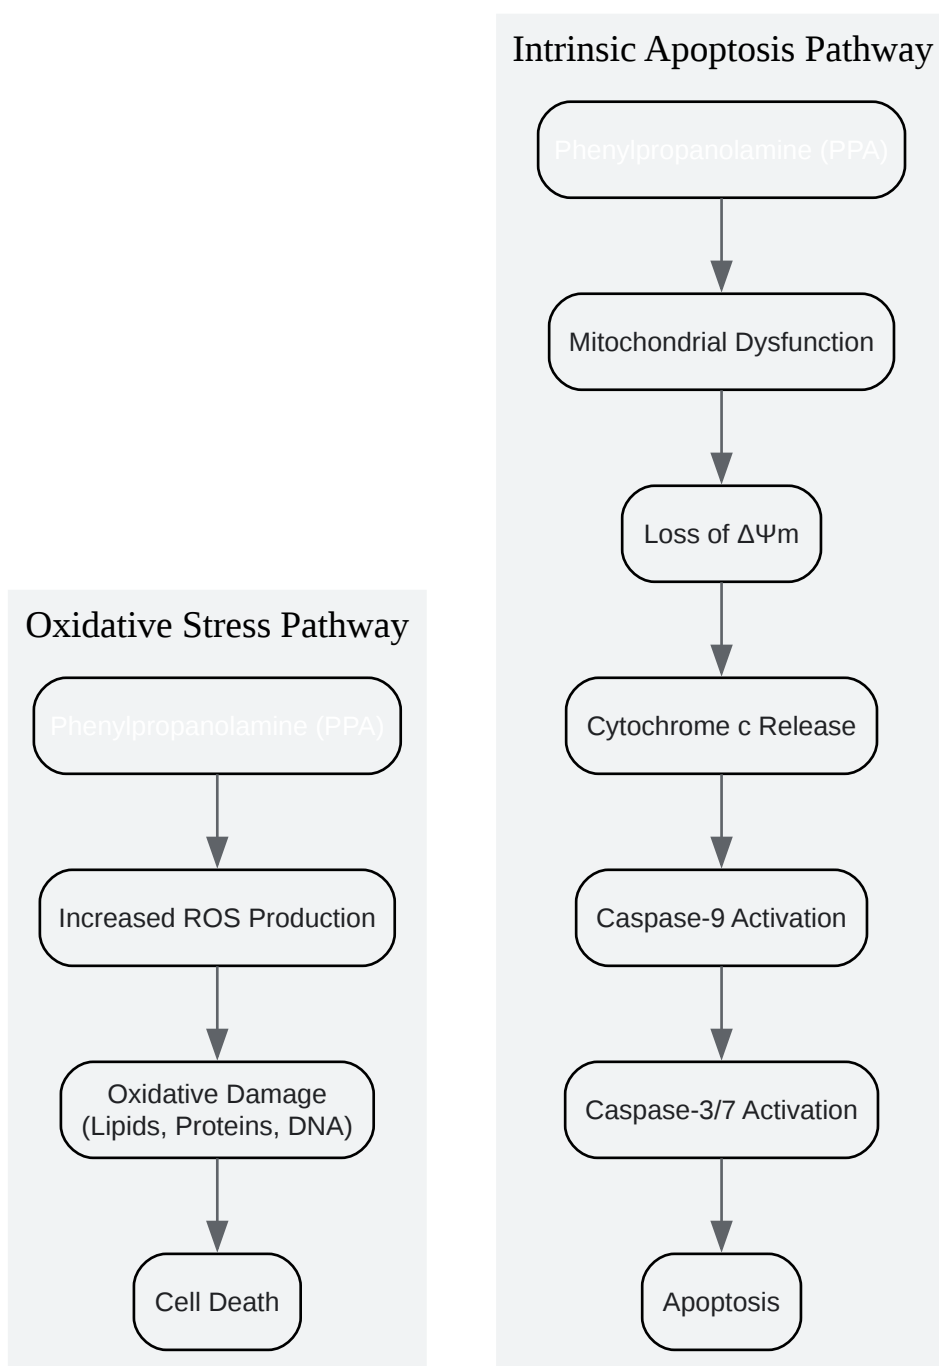 Oxidative Stress Pathway
Phenylpropanolamine (PPA)
Increased ROS Production
Oxidative Damage
(Lipids, Proteins, DNA)
Cell Death
Intrinsic Apoptosis Pathway
Phenylpropanolamine (PPA)
Mitochondrial Dysfunction
Loss of ΔΨm
Cytochrome c Release
Caspase-9 Activation
Caspase-3/7 Activation
Apoptosis